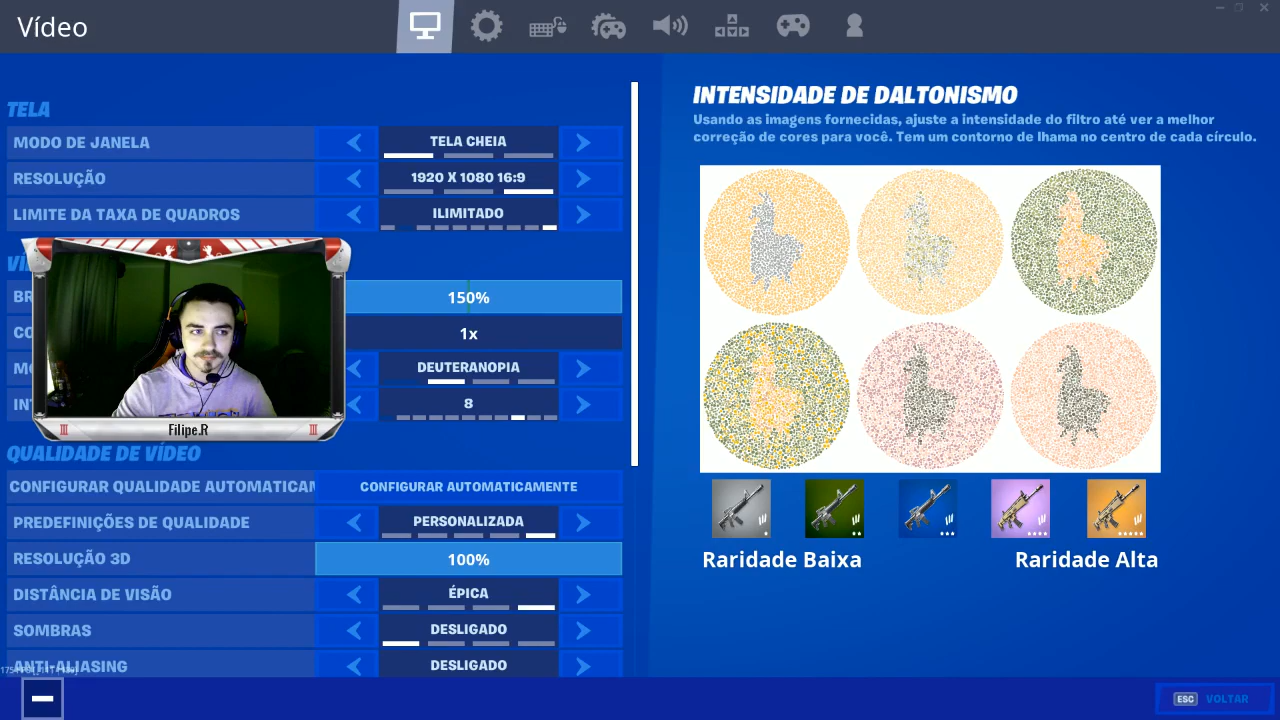 Vídeo
TELA
MODO DE JANELA
TELA CHEIA
RESOLUÇÃO
1920 X 1080 16:9
LIMITE DA TAXA DE QUADROS
ILIMITADO
150%
1x
DEUTERANOPIA
8
Filipe.R
QUALIDADE DE VÍDEO
CONFIGURAR QUALIDADE AUTOMATICAM
CONFIGURAR AUTOMATICAMENTE
PREDEFINIÇÕES DE QUALIDADE
PERSONALIZADA
RESOLUÇÃO 3D
100%
DISTÂNCIA DE VISÃO
ÉPICA
SOMBRAS
DESLIGADO
ANTI-ALIASING
DESLIGADO
INTENSIDADE DE DALTONISMO
Usando as imagens fornecidas, ajuste a intensidade do filtro até ver a melhor
correção de cores para você. Tem um contorno de lhama no centro de cada círculo.
Raridade Baixa
Raridade Alta
ESC VOLTAR